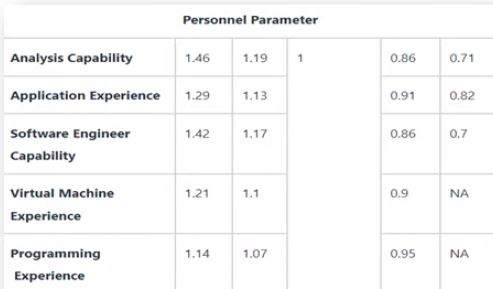 Personnel Parameter
Analysis Capability 1.46 1.19 1 0.86 0.71
Application Experience 1.29 1.13 0.91 0.82
Software Engineer 1.42 1.17 0.86 0.7
Capability
Virtual Machine 1.21 1.1 0.9 NA
Experience
Programming 1.14 1.07 0.95 NA
Experience